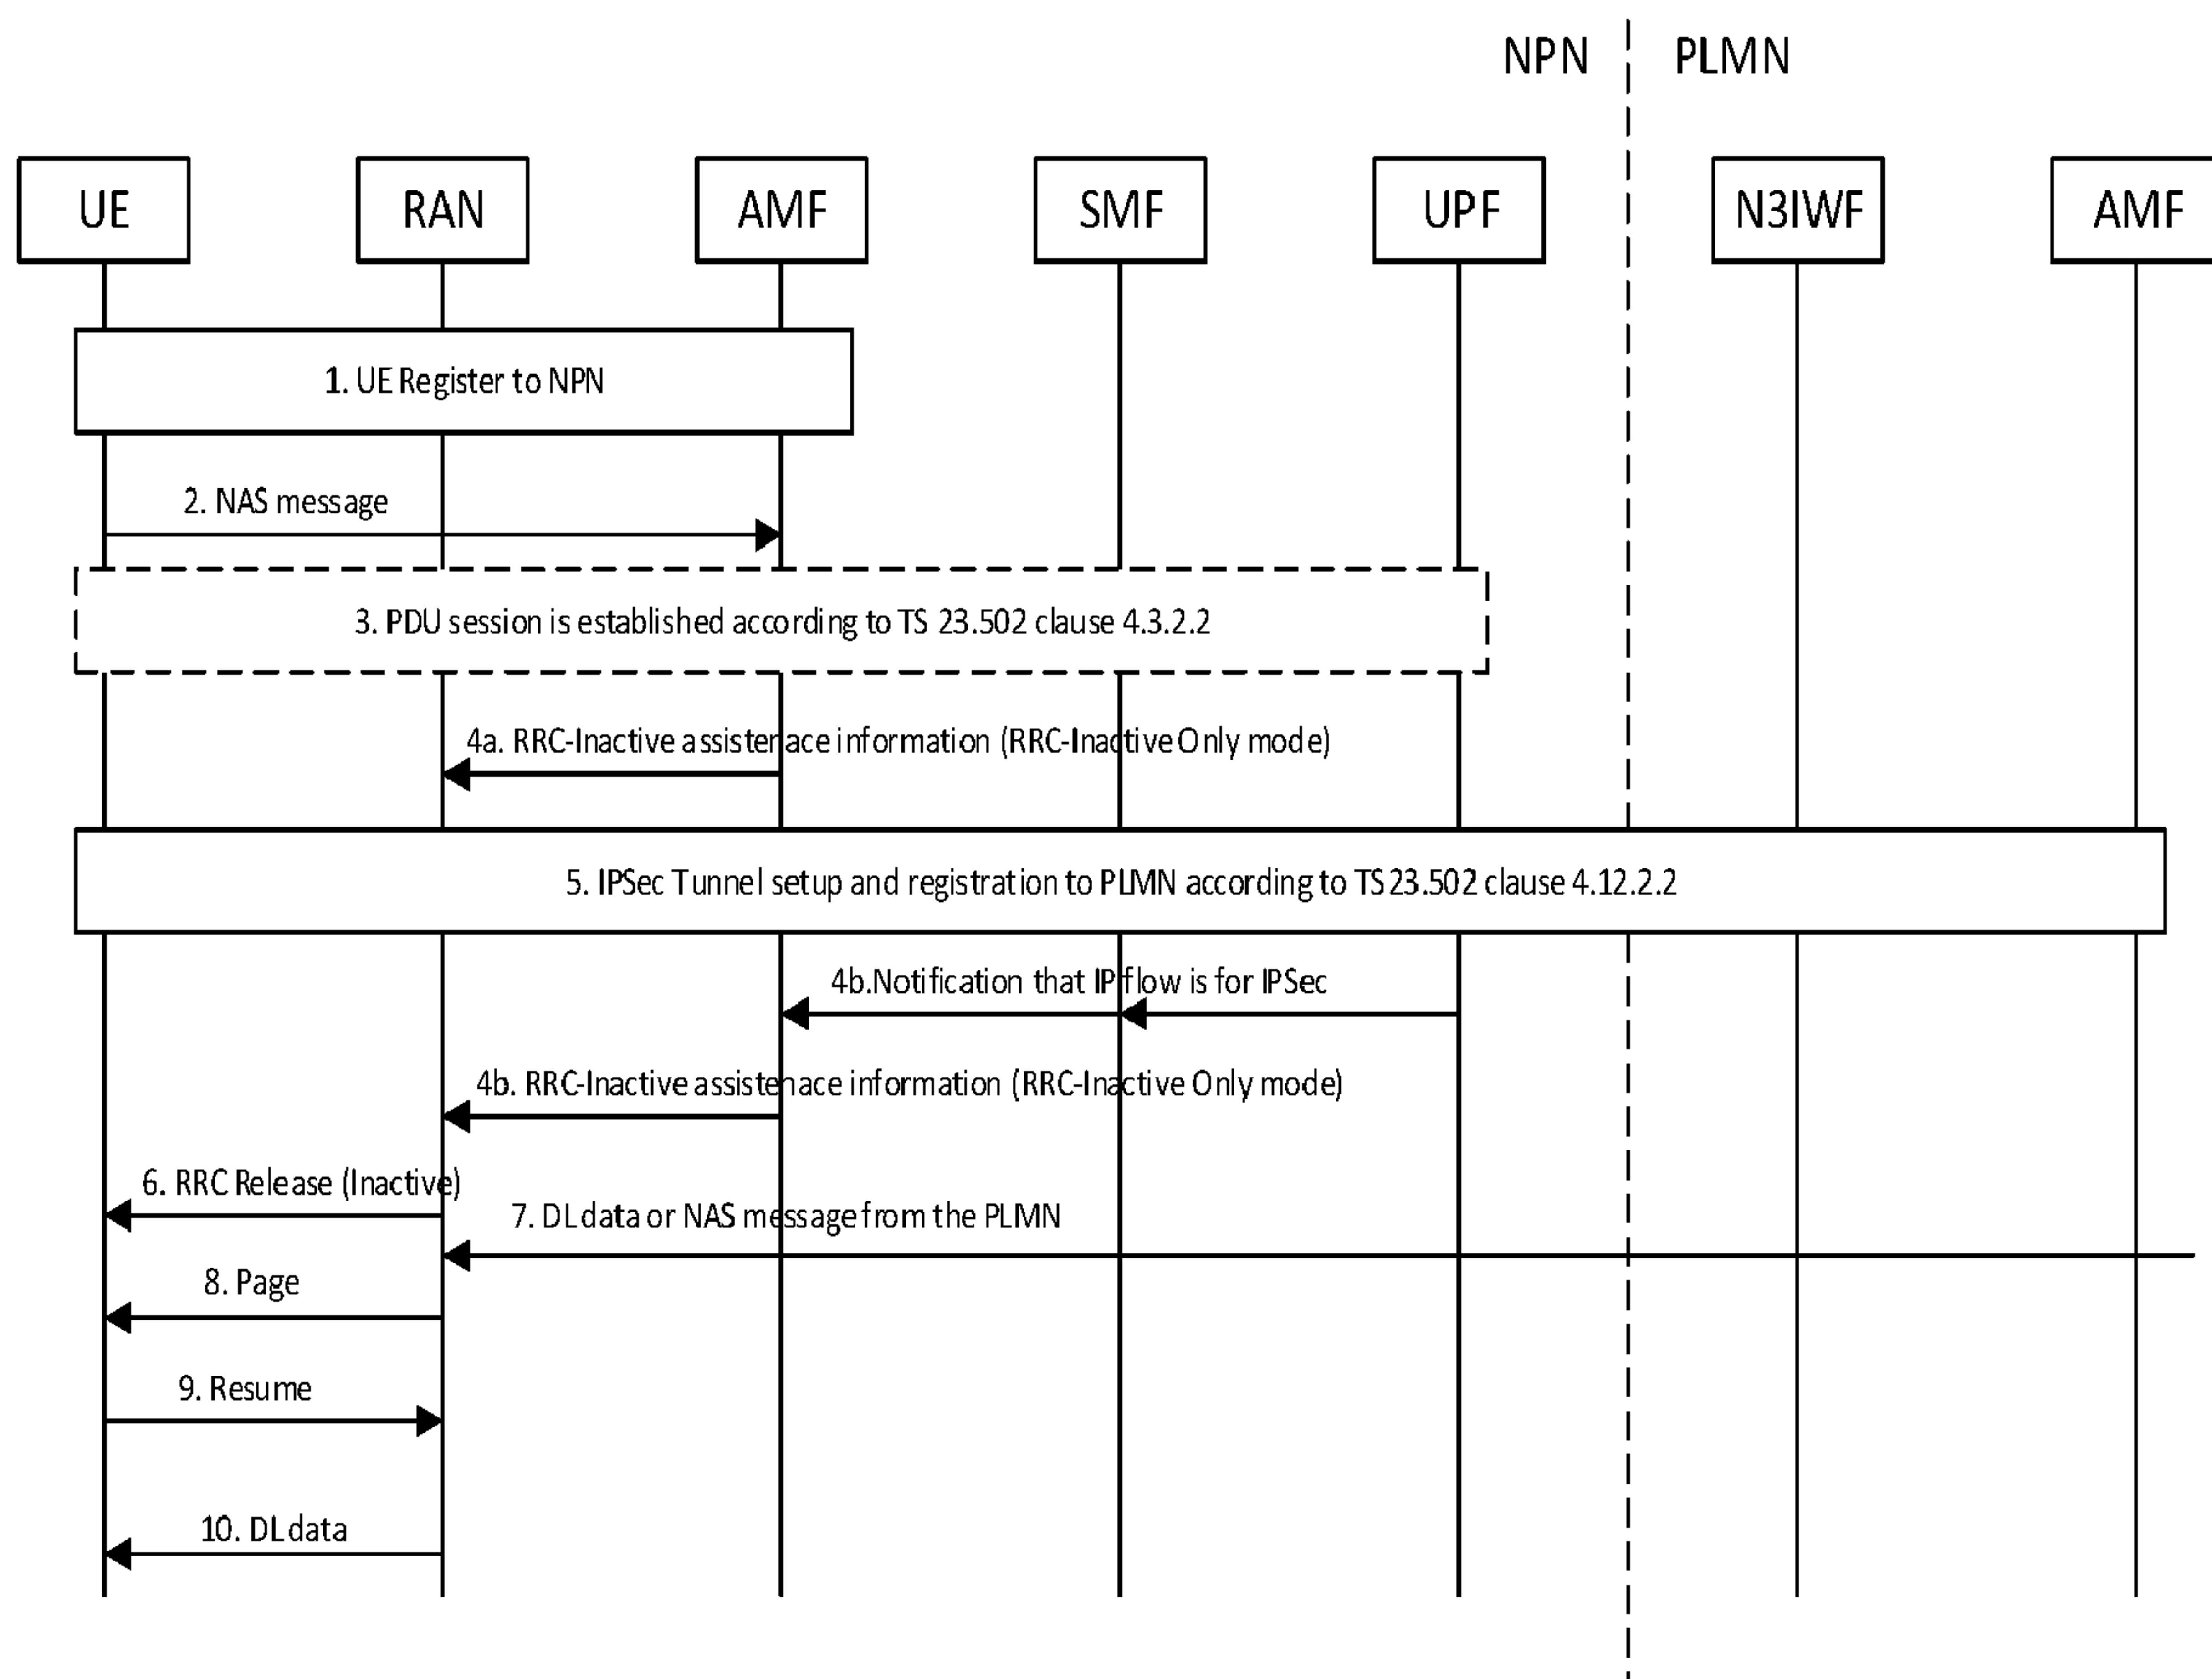 NPN
PLMN
UE
RAN
AMF
SMF
UPF
N3IWF
AMF
1. UE Register to NPN
2. NAS message
3. PDU session is established according to TS 23.502 clause 4.3.2.2
4a. RRC-Inactive assistenace information (RRC-Inactive Only mode)
5. IPSec Tunnel setup and registration to PLMN according to TS23.502 clause 4.12.2.2
4b.Notification that IP flow is for IPSec
4b. RRC-Inactive assistenace information (RRC-Inactive Only mode)
6. RRC Release (Inactive)
7. DL data or NAS message from the PLMN
8. Page
9. Resume
10. DL data